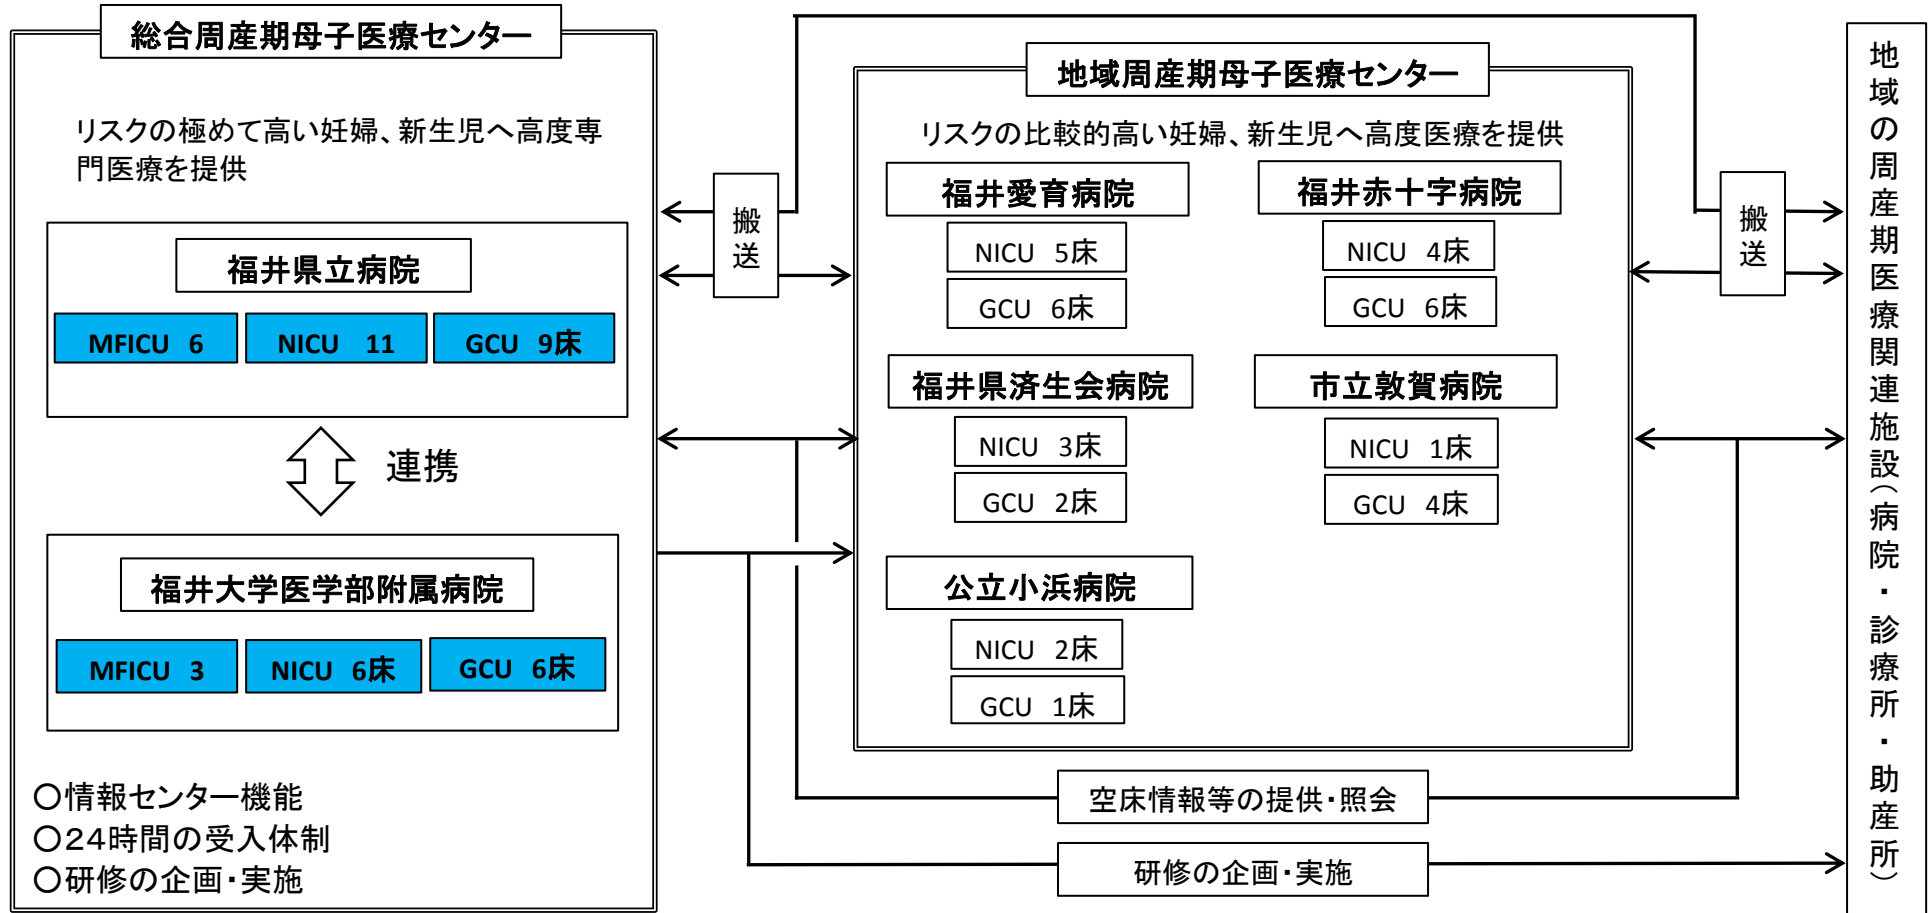 総合周産期母子医療センター
リスクの極めて高い妊婦、新生児へ高度専
門医療を提供
福井県立病院
MFICU 6
NICU 11
GCU 9床
連携
福井大学医学部附属病院
MFICU 3
NICU 6床
GCU 6床
○情報センター機能
○24時間の受入体制
○研修の企画・実施
搬送
地域周産期母子医療センター
リスクの比較的高い妊婦、新生児へ高度医療を提供
福井愛育病院
NICU 5床
GCU 6床
福井赤十字病院
NICU 4床
GCU 6床
福井県済生会病院
NICU 3床
GCU 2床
市立敦賀病院
NICU 1床
GCU 4床
公立小浜病院
NICU 2床
GCU 1床
空床情報等の提供・照会
研修の企画・実施
搬送
地域の周産期医療関連施設(病院・診療所・助産所)